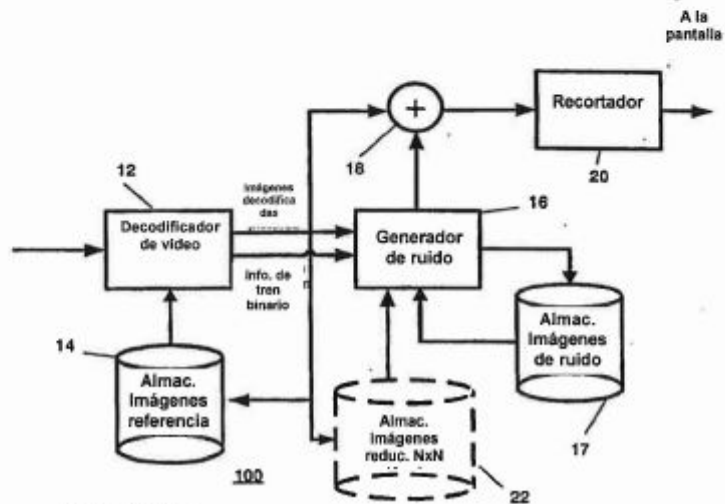 A la
pantalla
Recortador
18
20
12
Imágenes
decodifica
das
16
Decodificador
de vídeo
Generador
de ruido
Info. de
tren
binario
14
Almac.
Imágenes
de ruido
Almac.
Imágenes
referencia
Almac.
Imágenes
reduc. NxN
17
100
22